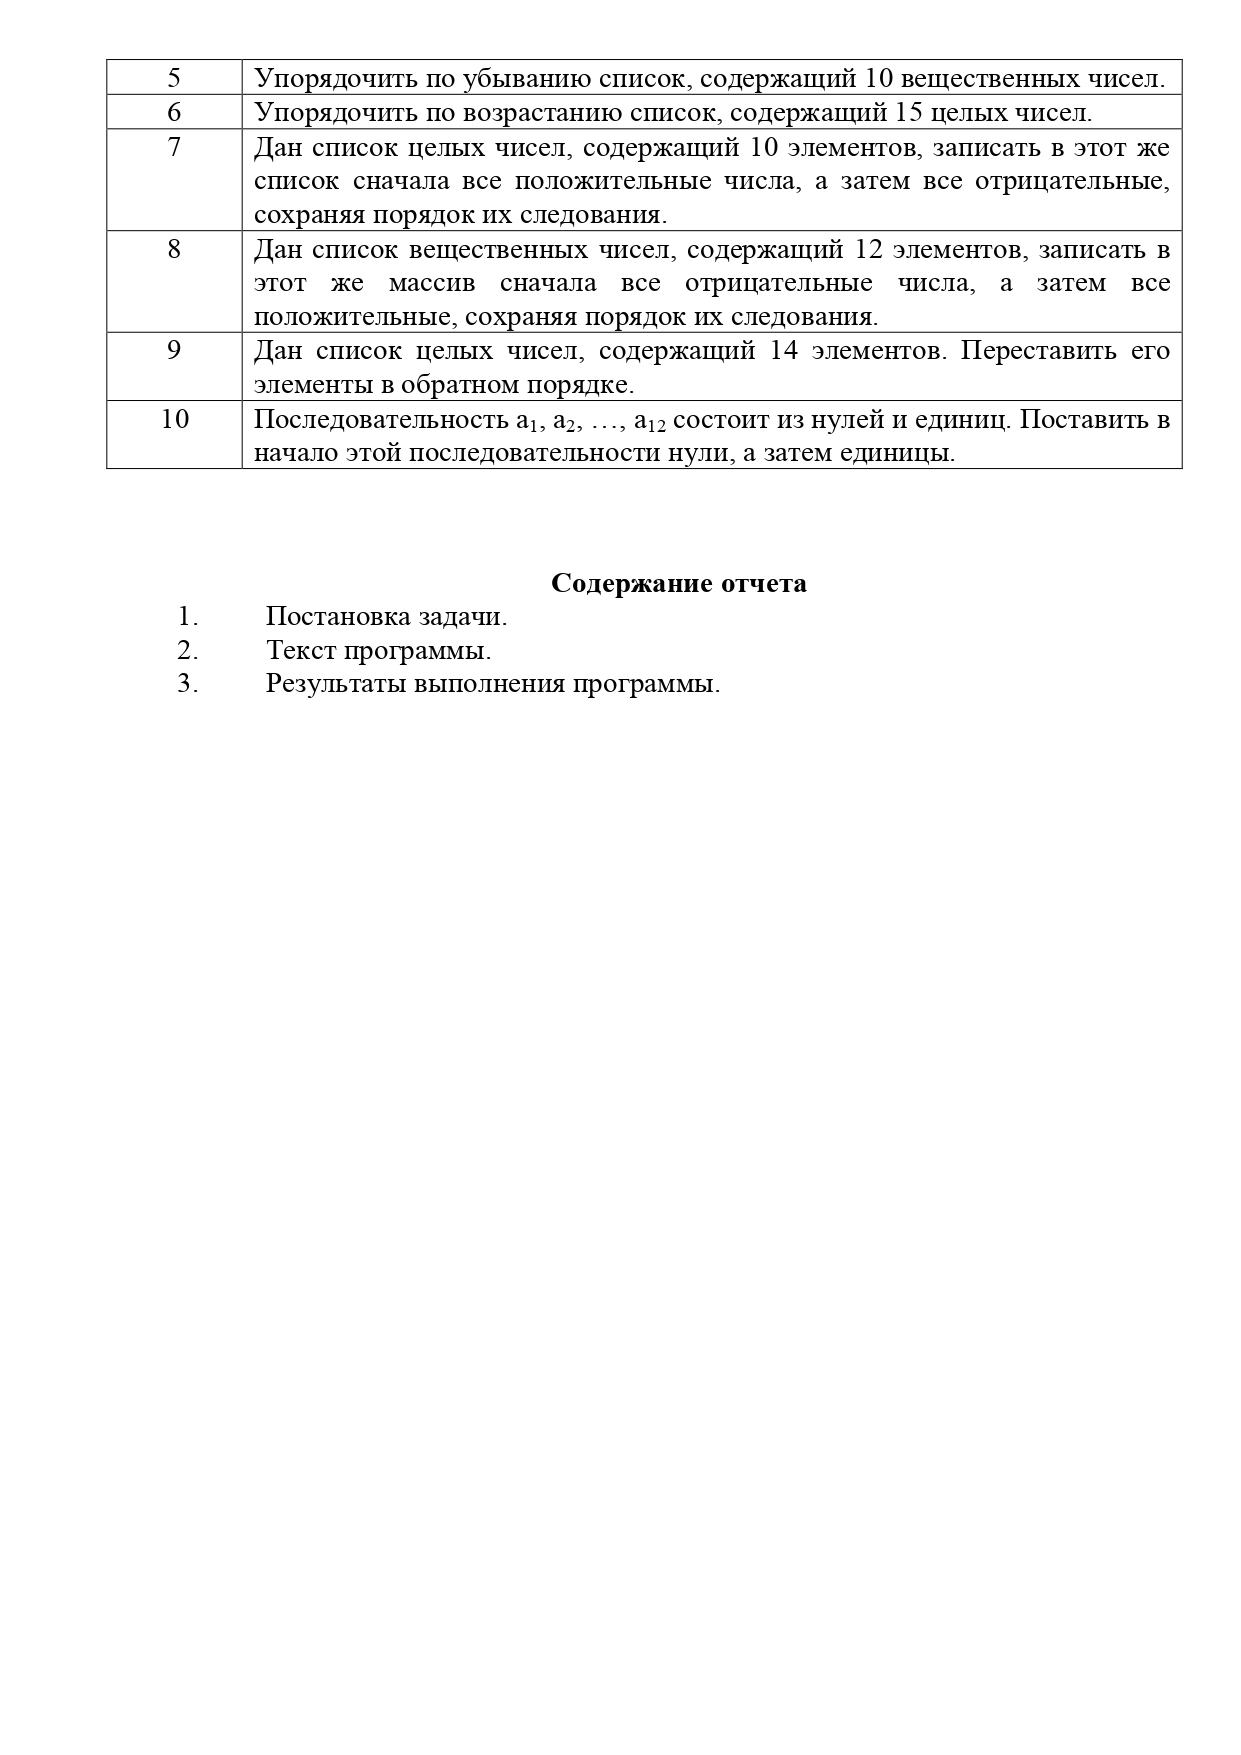 5 Упорядочить по убыванию список, содержащий 10 вещественных чисел.
6 Упорядочить по возрастанию список, содержащий 15 целых чисел.
7 Дан список целых чисел, содержащий 10 элементов, записать в этот же
список сначала все положительные числа, а затем все отрицательные,
сохраняя порядок их следования.
8 Дан список вещественных чисел, содержащий 12 элементов, записать в
этот же массив сначала все отрицательные числа, а затем все
положительные, сохраняя порядок их следования.
9 Дан список целых чисел, содержащий 14 элементов. Переставить его
элементы в обратном порядке.
10 Последовательность a₁, a₂, …, a₁₂ состоит из нулей и единиц. Поставить в
начало этой последовательности нули, а затем единицы.
Содержание отчета
1. Постановка задачи.
2. Текст программы.
3. Результаты выполнения программы.